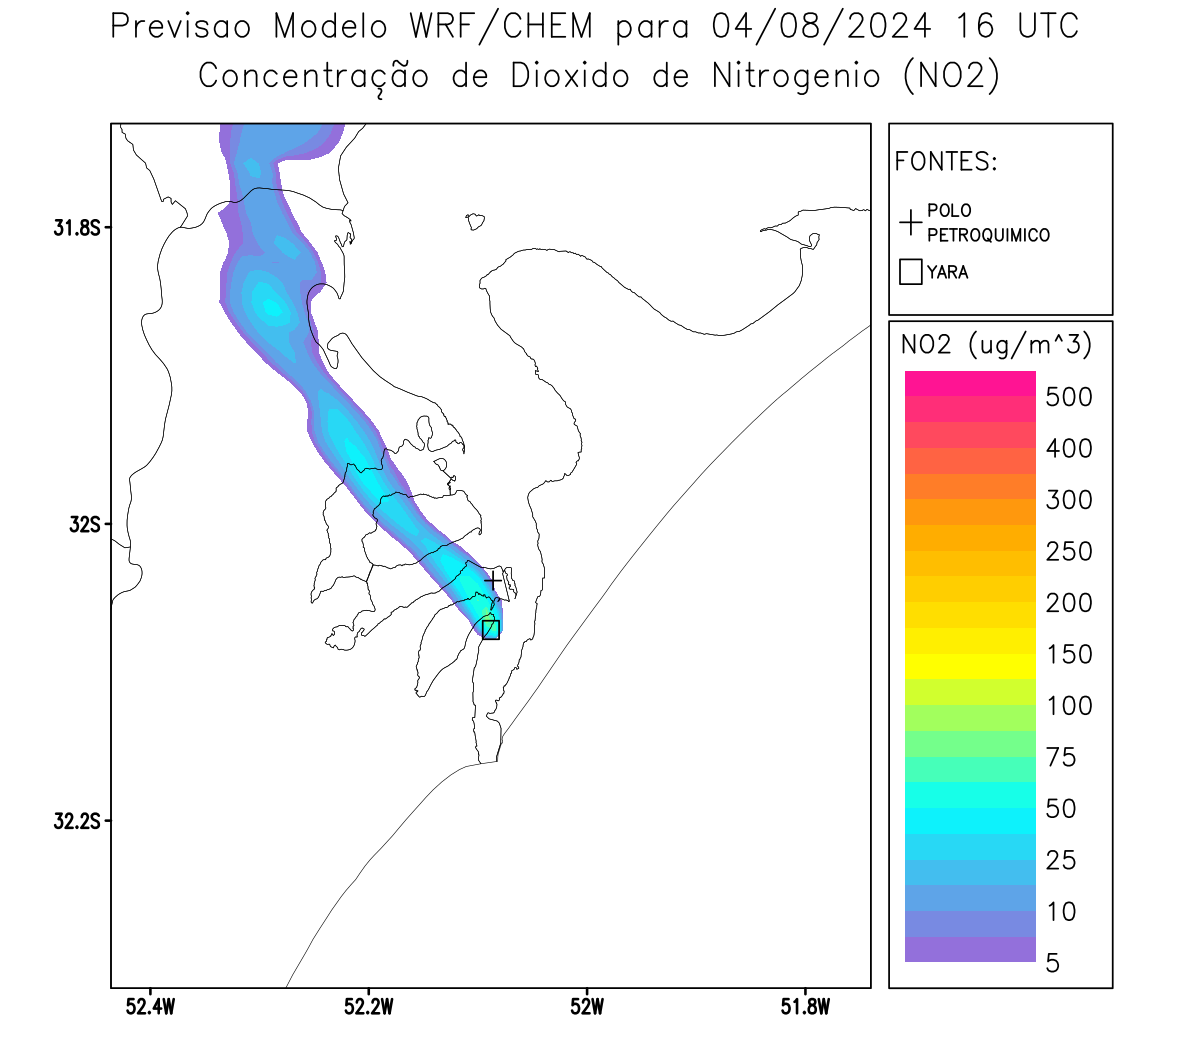 Previsao Modelo WRF/CHEM para 04/08/2024 16 UTC
Concentração de Dioxido de Nitrogenio (NO2)
FONTES:
POLO
PETROQUIMICO
YARA
NO2 (ug/m^3)
500
400
300
250
200
150
100
75
50
25
10
5
31.8S
32S
32.2S
52.4W
52.2W
52W
51.8W